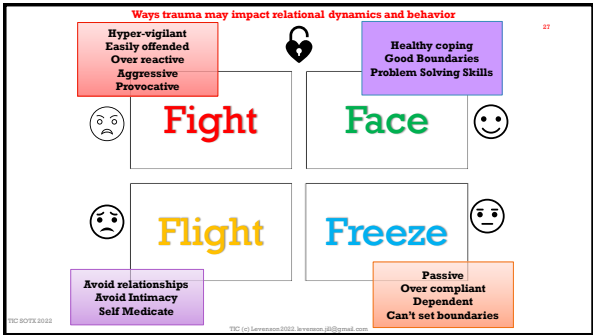 Ways trauma may impact relational dynamics and behavior
27
Hyper-vigilant
Easily offended
Over reactive
Aggressive
Provocative
Healthy coping
Good Boundaries
Problem Solving Skills
Fight
Face
Flight
Freeze
Avoid relationships
Avoid Intimacy
Self Medicate
Passive
Over compliant
Dependent
Can't set boundaries
TIC SOTX 2022
TIC (c) Levenson2022. levenson.jill@gmail.com